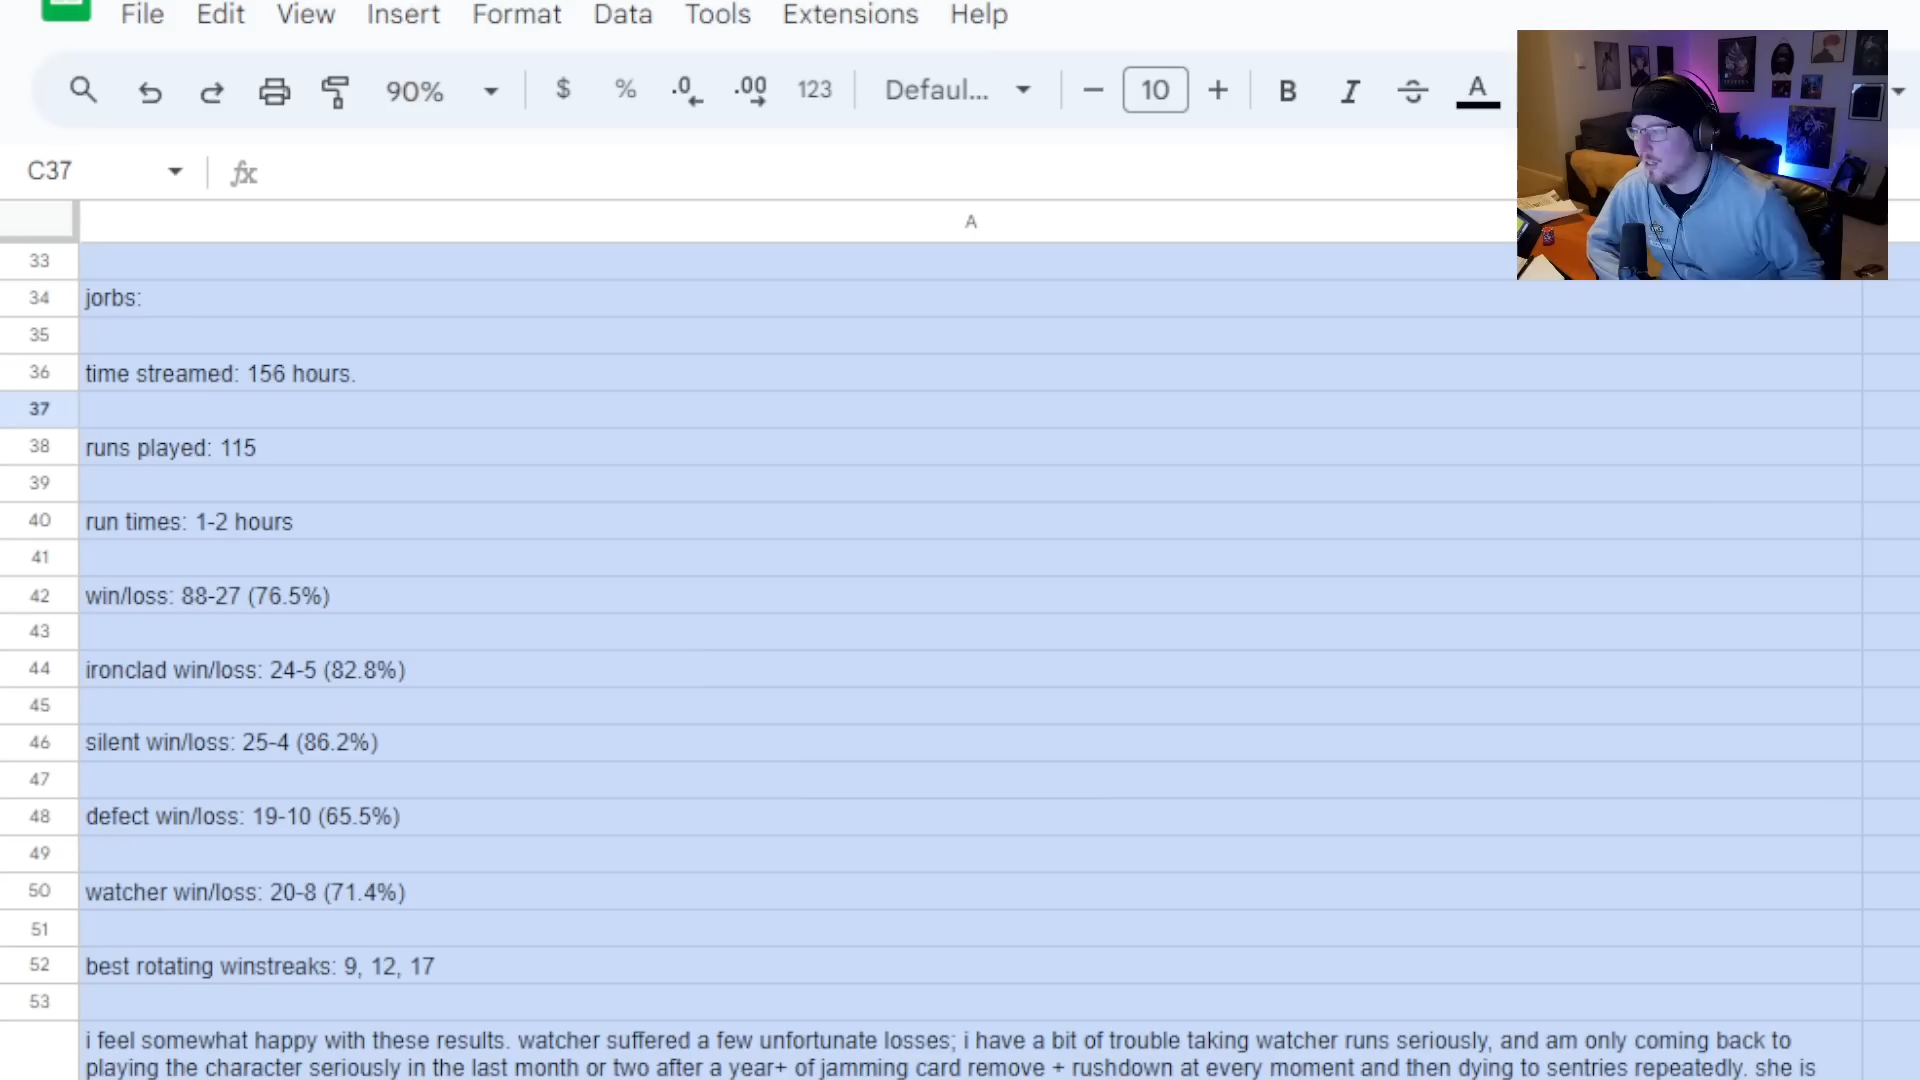 File Edit View Insert Format Data Tools Extensions Help
90% $ % .0 .00 123 Defaul... 10 B I A
C37 fx
A
33
34 jorbs:
35
36 time streamed: 156 hours.
37
38 runs played: 115
39
40 run times: 1-2 hours
41
42 win/loss: 88-27 (76.5%)
43
44 ironclad win/loss: 24-5 (82.8%)
45
46 silent win/loss: 25-4 (86.2%)
47
48 defect win/loss: 19-10 (65.5%)
49
50 watcher win/loss: 20-8 (71.4%)
51
52 best rotating winstreaks: 9, 12, 17
53
i feel somewhat happy with these results. watcher suffered a few unfortunate losses; i have a bit of trouble taking watcher runs seriously, and am only coming back to
playing the character seriously in the last month or two after a year+ of jamming card remove + rushdown at every moment and then dying to sentries repeatedly. she is